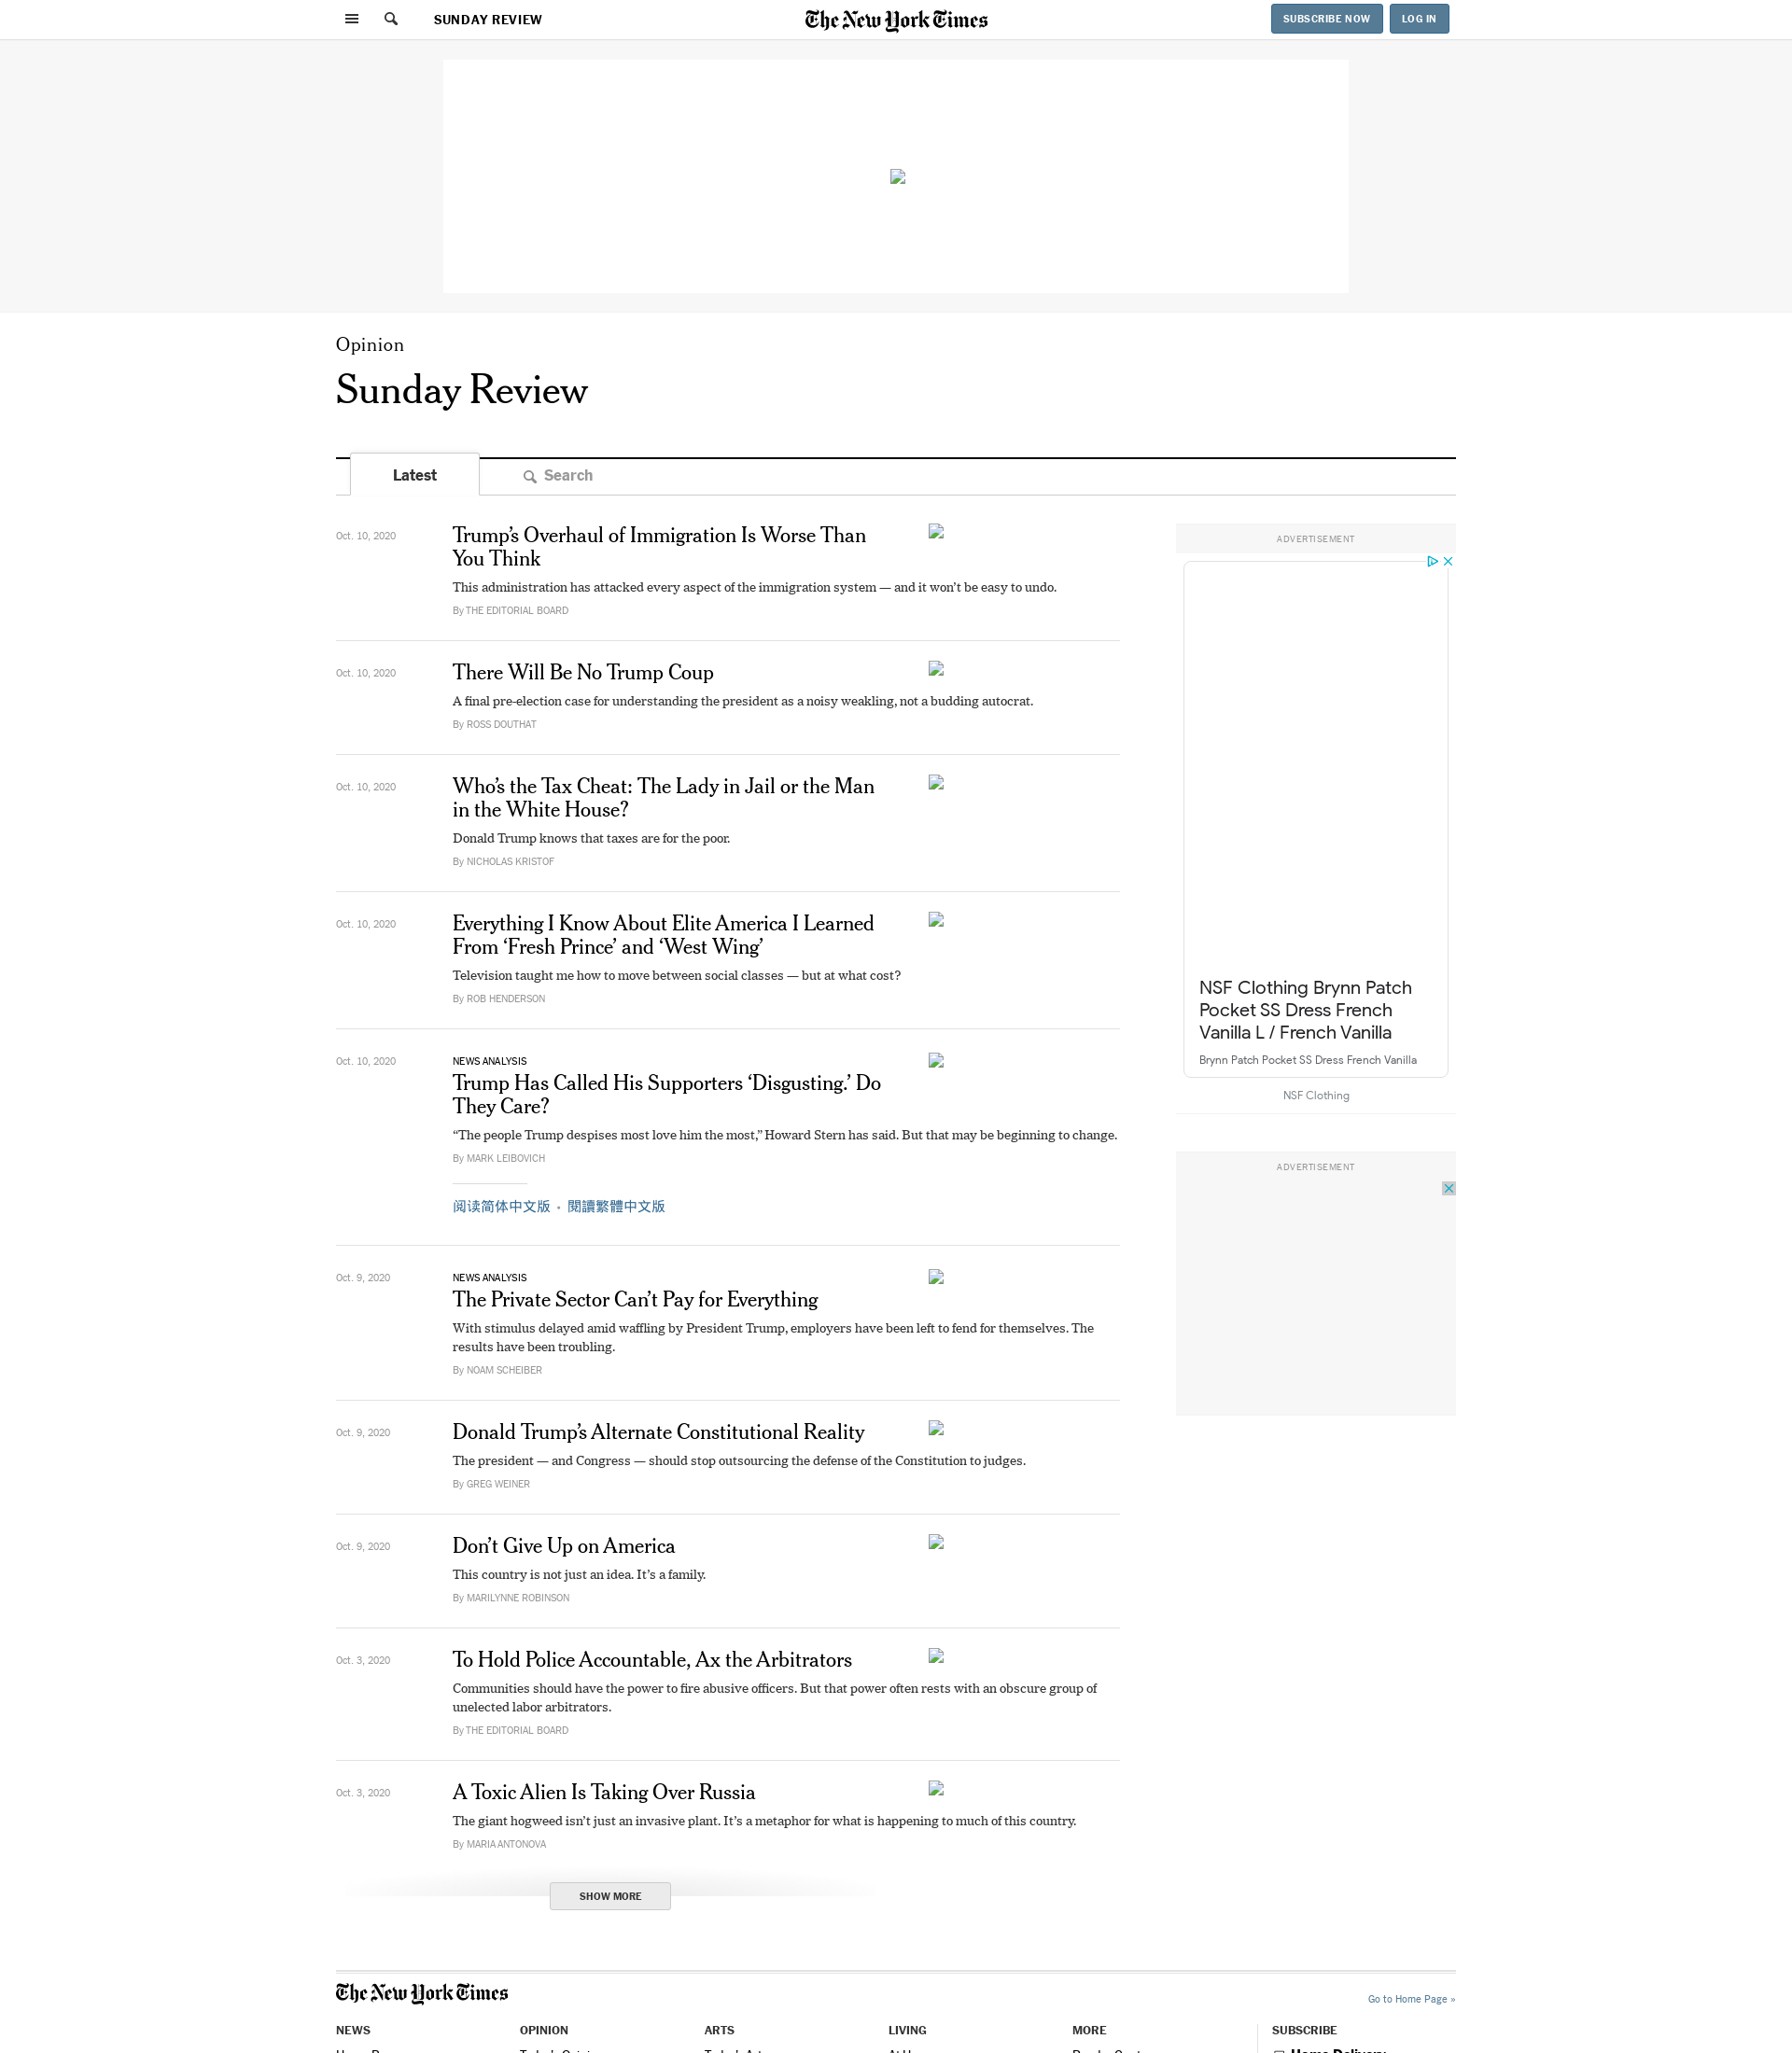 SUNDAY REVIEW
The New York Times
SUBSCRIBE NOW
LOG IN
Opinion
Sunday Review
Latest
Search
Oct. 10, 2020
Trump’s Overhaul of Immigration Is Worse Than
You Think
This administration has attacked every aspect of the immigration system — and it won’t be easy to undo.
By THE EDITORIAL BOARD
Oct. 10, 2020
There Will Be No Trump Coup
A final pre-election case for understanding the president as a noisy weakling, not a budding autocrat.
By ROSS DOUTHAT
Oct. 10, 2020
Who’s the Tax Cheat: The Lady in Jail or the Man
in the White House?
Donald Trump knows that taxes are for the poor.
By NICHOLAS KRISTOF
Oct. 10, 2020
Everything I Know About Elite America I Learned
From ‘Fresh Prince’ and ‘West Wing’
Television taught me how to move between social classes — but at what cost?
By ROB HENDERSON
Oct. 10, 2020
NEWS ANALYSIS
Trump Has Called His Supporters ‘Disgusting.’ Do
They Care?
“The people Trump despises most love him the most,” Howard Stern has said. But that may be beginning to change.
By MARK LEIBOVICH
阅读简体中文版 • 閱讀繁體中文版
Oct. 9, 2020
NEWS ANALYSIS
The Private Sector Can’t Pay for Everything
With stimulus delayed amid waffling by President Trump, employers have been left to fend for themselves. The
results have been troubling.
By NOAM SCHEIBER
Oct. 9, 2020
Donald Trump’s Alternate Constitutional Reality
The president — and Congress — should stop outsourcing the defense of the Constitution to judges.
By GREG WEINER
Oct. 9, 2020
Don’t Give Up on America
This country is not just an idea. It’s a family.
By MARILYNNE ROBINSON
Oct. 3, 2020
To Hold Police Accountable, Ax the Arbitrators
Communities should have the power to fire abusive officers. But that power often rests with an obscure group of
unelected labor arbitrators.
By THE EDITORIAL BOARD
Oct. 3, 2020
A Toxic Alien Is Taking Over Russia
The giant hogweed isn’t just an invasive plant. It’s a metaphor for what is happening to much of this country.
By MARIA ANTONOVA
SHOW MORE
ADVERTISEMENT
NSF Clothing Brynn Patch
Pocket SS Dress French
Vanilla L / French Vanilla
Brynn Patch Pocket SS Dress French Vanilla
NSF Clothing
ADVERTISEMENT
The New York Times
Go to Home Page »
NEWS
OPINION
ARTS
LIVING
MORE
SUBSCRIBE
Home Delivery